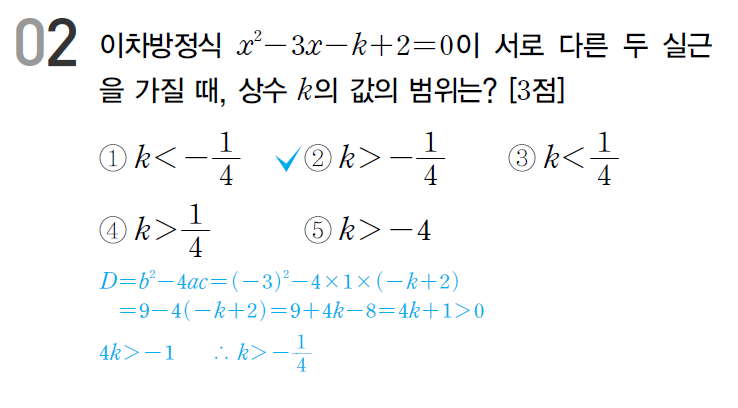 02 이차방정식 x²−3x−k+2=0이 서로 다른 두 실근
을 가질 때, 상수 k의 값의 범위는? [3점]
① k<−1/4 ② k>−1/4 ③ k<1/4
④ k>1/4 ⑤ k>−4
D=b²−4ac=(−3)²−4×1×(−k+2)
=9−4(−k+2)=9+4k−8=4k+1>0
4k>−1 ∴ k>−1/4